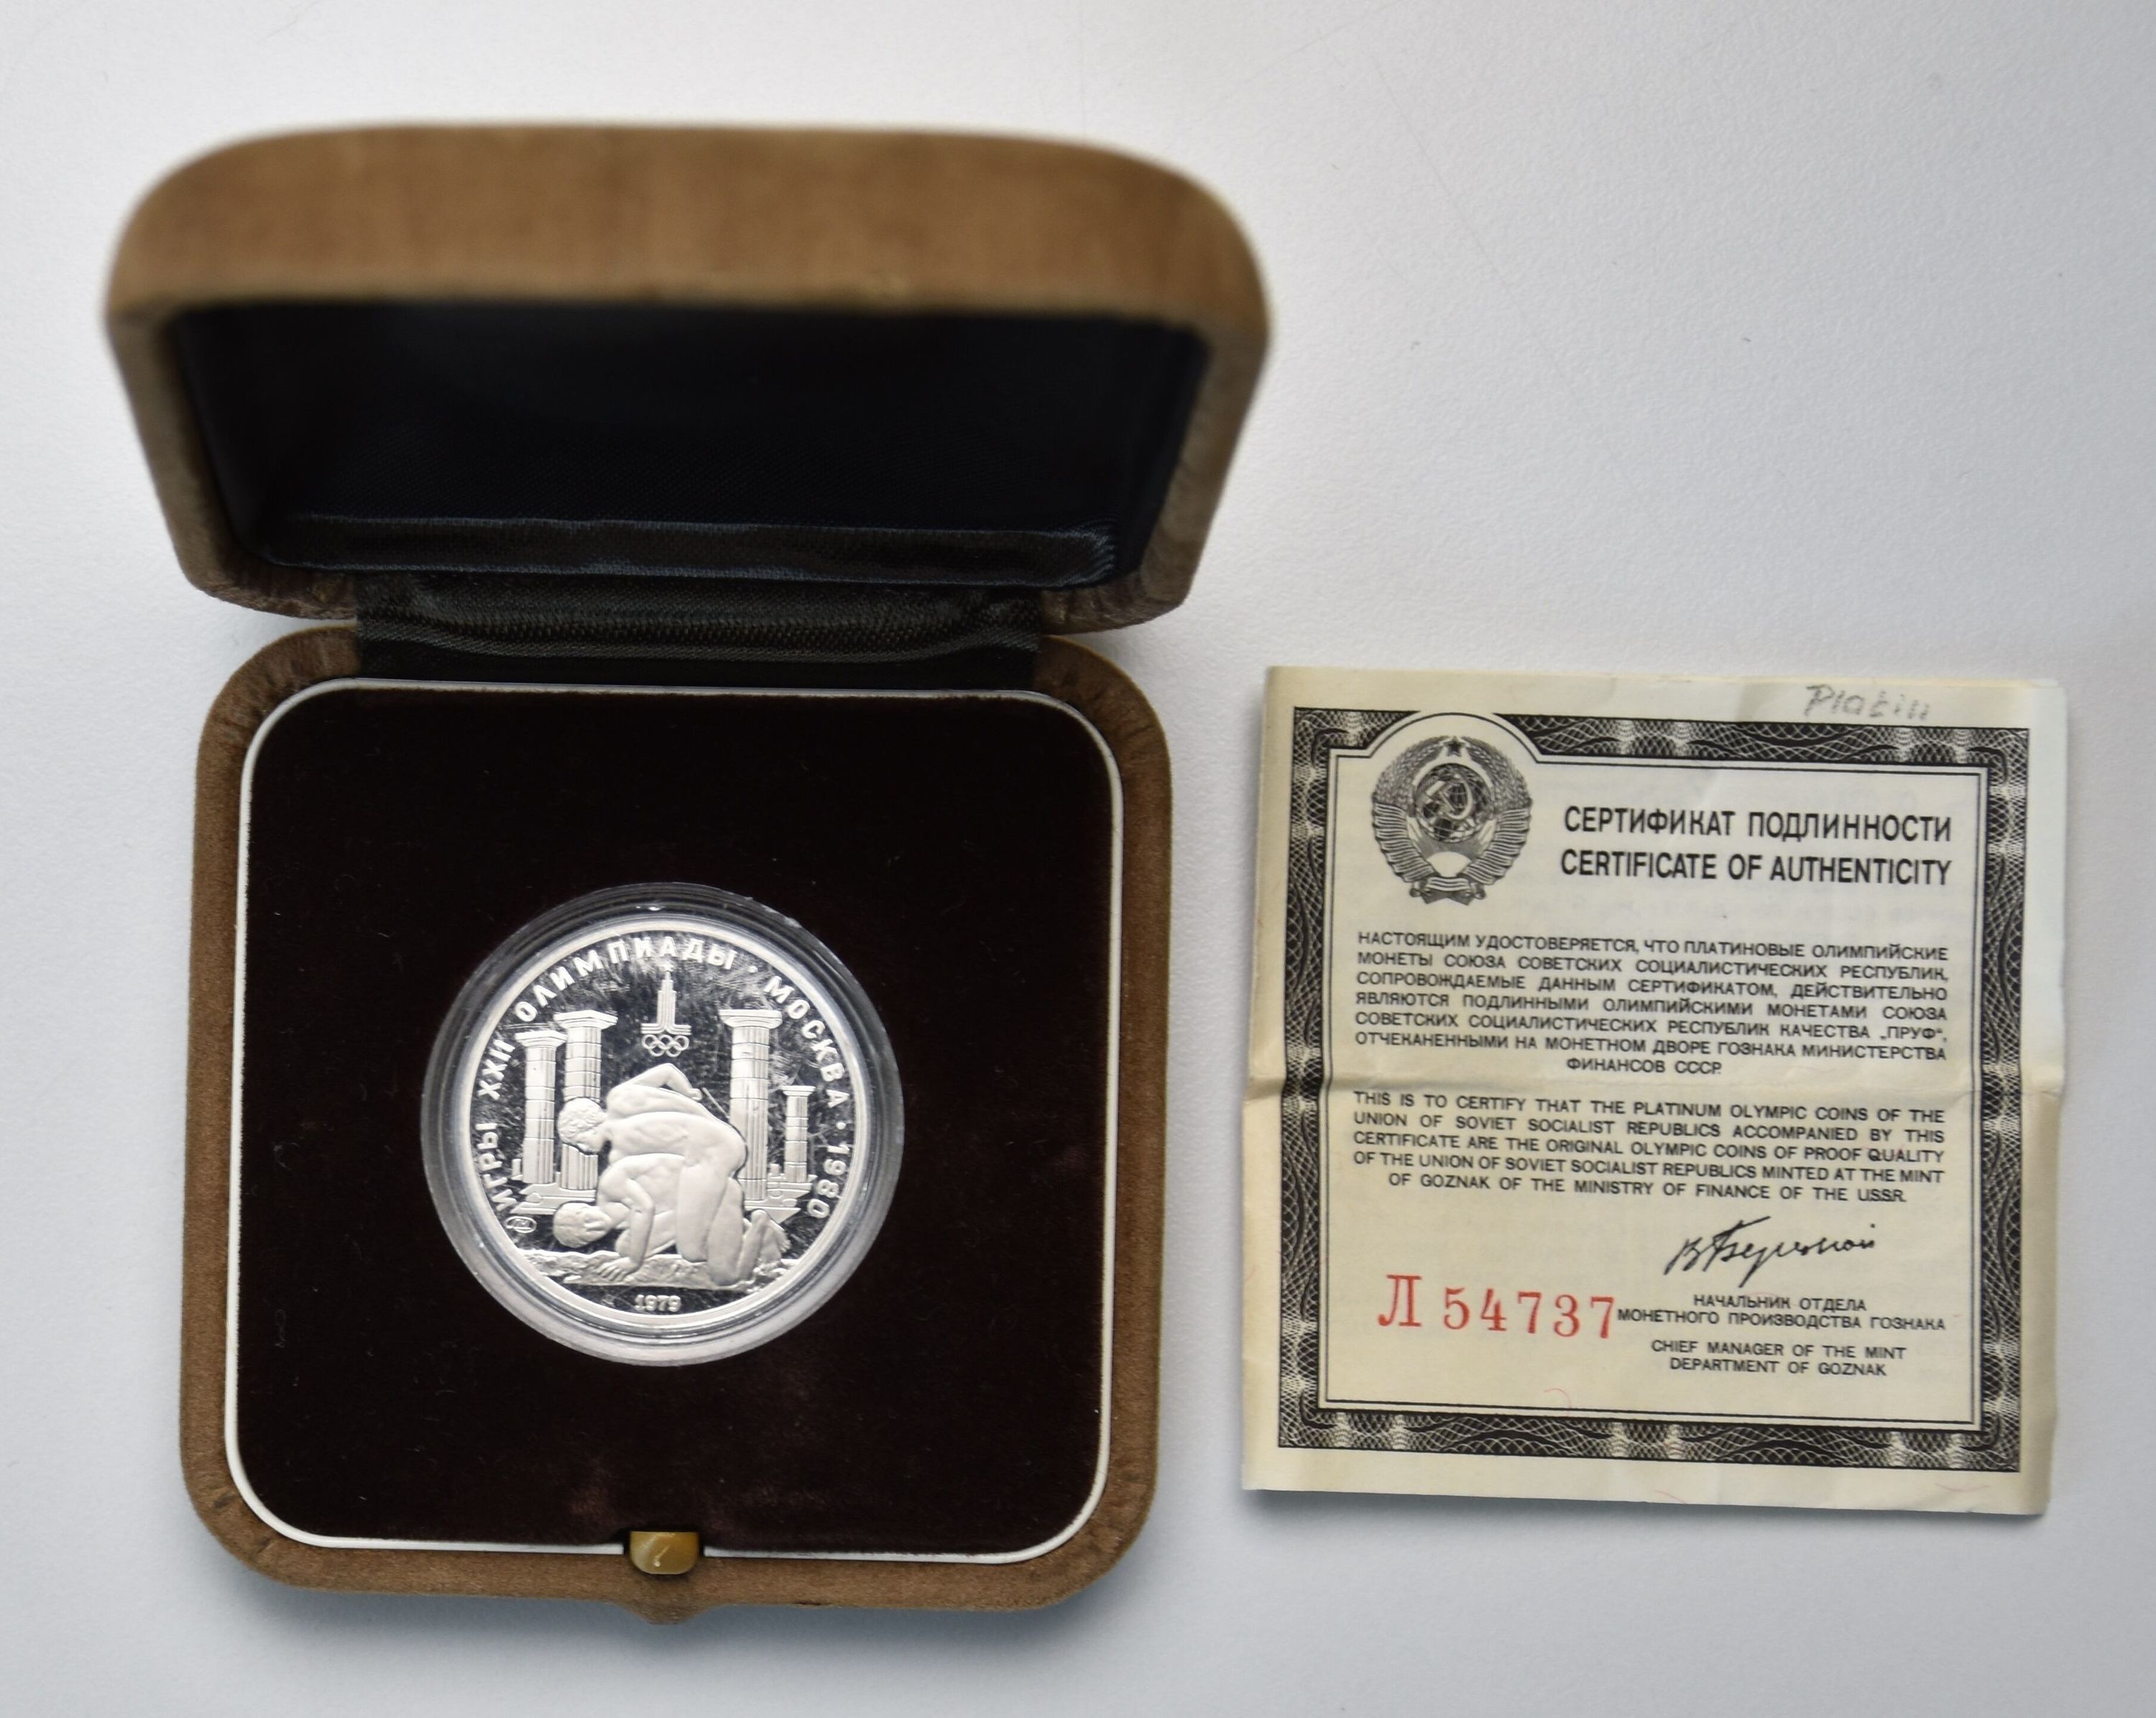 ИГРЫ XXII ОЛИМПИАДЫ · МОСКВА · 1980
1979
Platin
СЕРТИФИКАТ ПОДЛИННОСТИ
CERTIFICATE OF AUTHENTICITY
НАСТОЯЩИМ УДОСТОВЕРЯЕТСЯ, ЧТО ПЛАТИНОВЫЕ ОЛИМПИЙСКИЕ
МОНЕТЫ СОЮЗА СОВЕТСКИХ СОЦИАЛИСТИЧЕСКИХ РЕСПУБЛИК,
СОПРОВОЖДАЕМЫЕ ДАННЫМ СЕРТИФИКАТОМ, ДЕЙСТВИТЕЛЬНО
ЯВЛЯЮТСЯ ПОДЛИННЫМИ ОЛИМПИЙСКИМИ МОНЕТАМИ СОЮЗА
СОВЕТСКИХ СОЦИАЛИСТИЧЕСКИХ РЕСПУБЛИК КАЧЕСТВА „ПРУФ“,
ОТЧЕКАНЕННЫМИ НА МОНЕТНОМ ДВОРЕ ГОЗНАКА МИНИСТЕРСТВА
ФИНАНСОВ СССР.
THIS IS TO CERTIFY THAT THE PLATINUM OLYMPIC COINS OF THE
UNION OF SOVIET SOCIALIST REPUBLICS ACCOMPANIED BY THIS
CERTIFICATE ARE THE ORIGINAL OLYMPIC COINS OF PROOF QUALITY
OF THE UNION OF SOVIET SOCIALIST REPUBLICS MINTED AT THE MINT
OF GOZNAK OF THE MINISTRY OF FINANCE OF THE U.S.S.R.
Л 54737
НАЧАЛЬНИК ОТДЕЛА
МОНЕТНОГО ПРОИЗВОДСТВА ГОЗНАКА
CHIEF MANAGER OF THE MINT
DEPARTMENT OF GOZNAK